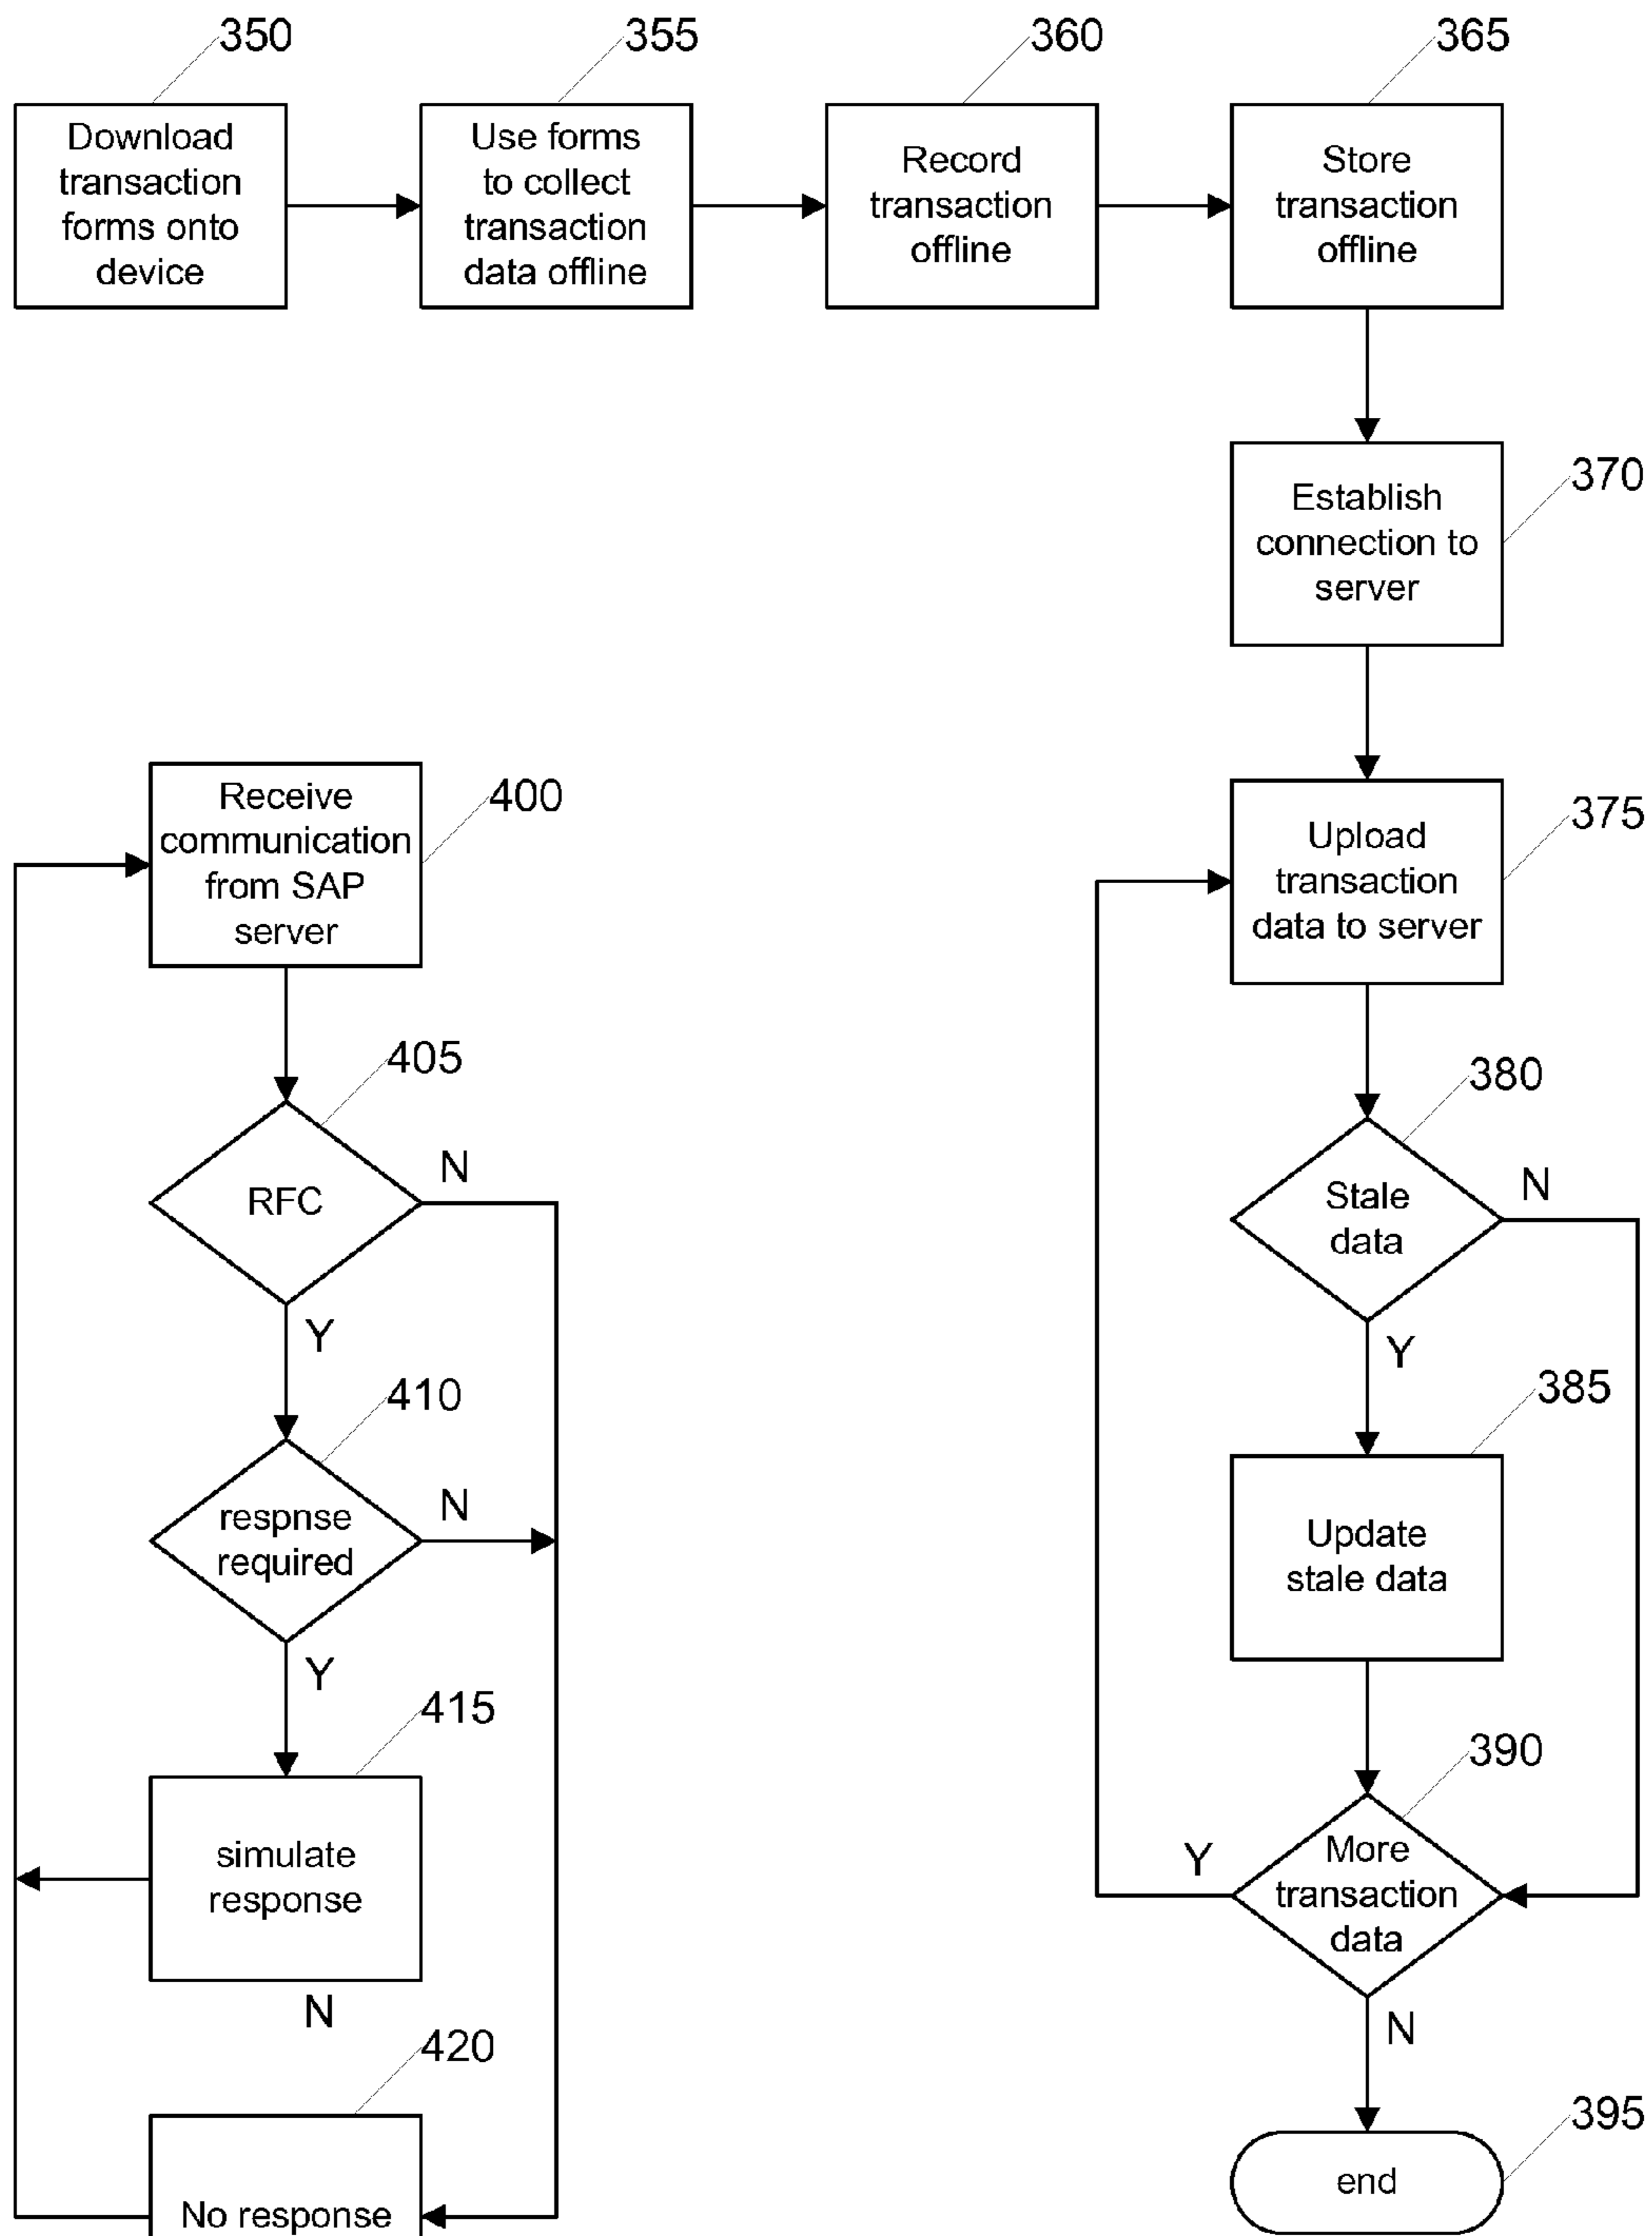 350
355
360
365
Download
transaction
forms onto
device
Use forms
to collect
transaction
data offline
Record
transaction
offline
Store
transaction
offline
370
Establish
connection to
server
375
Upload
transaction
data to server
380
Stale
data
N
Y
385
Update
stale data
390
More
transaction
data
Y
N
395
end
400
Receive
communication
from SAP
server
405
RFC
N
Y
410
respnse
required
N
Y
415
simulate
response
N
420
No response